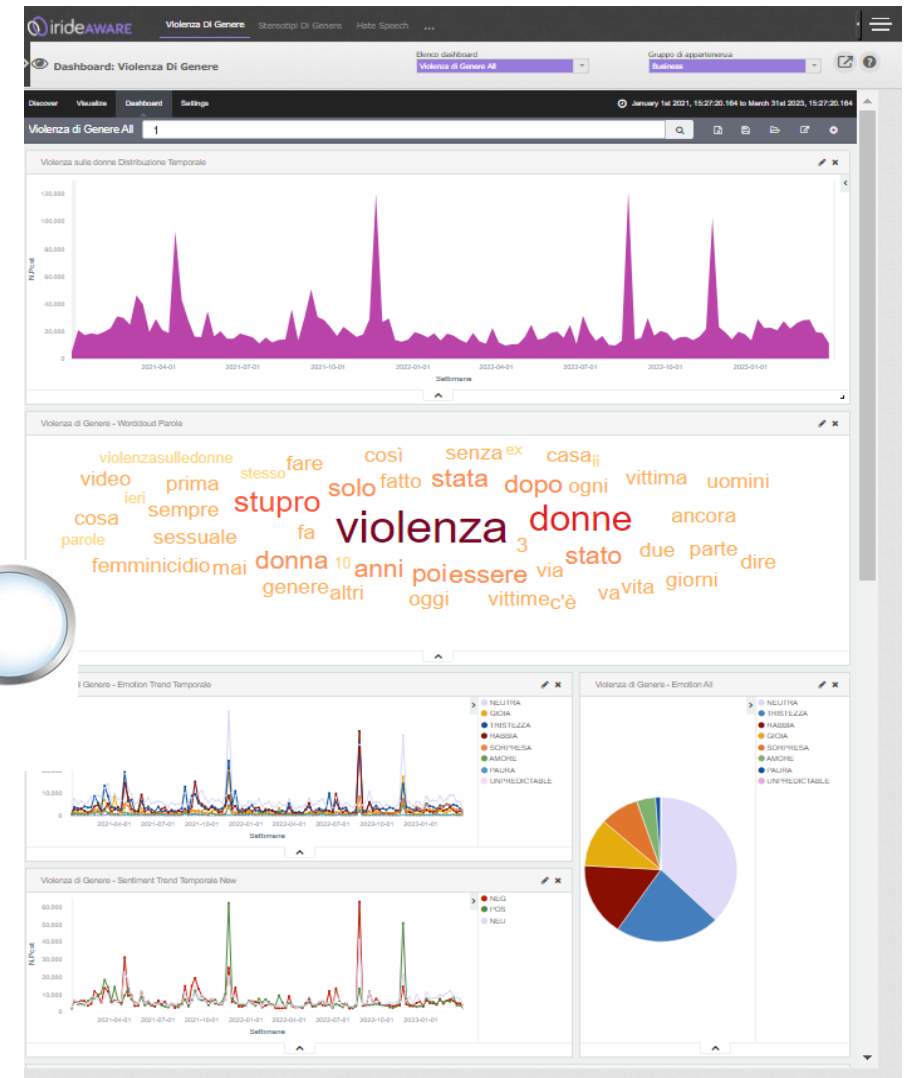 irideAWARE Violenza Di Genere Stereotipi Di Genere Hate Speech ...
Dashboard: Violenza Di Genere
Elenco dashboard
Violenza di Genere All
Gruppo di appartenenza
Business
Discover Visualize Dashboard Settings
January 1st 2021, 15:27:20.164 to March 31st 2023, 15:27:20.164
Violenza di Genere All 1
Violenza sulle donne Distribuzione Temporale
120,000
100,000
80,000
60,000
40,000
20,000
0
N.Post
2021-04-01 2021-07-01 2021-10-01 2022-01-01 2022-04-01 2022-07-01 2022-10-01 2023-01-01
Settimane
Violenza di Genere - Wordcloud Parole
violenzasulledonne stesso fare così senza ex casa
video prima solo fatto stata dopo ogni vittima uomini
ieri sempre stupro
cosa violenza donne ancora
parole sessuale fa 3
femminicidio mai donna 10 anni poi essere via stato due parte dire
genere altri oggi vittime c'è va vita giorni
di Genere - Emotion Trend Temporale
NEUTRA
GIOIA
TRISTEZZA
RABBIA
SORPRESA
AMORE
PAURA
UNPREDICTABLE
40,000
0
2021-04-01 2021-07-01 2021-10-01 2022-01-01 2022-04-01 2022-07-01 2022-10-01 2023-01-01
Settimane
Violenza di Genere - Emotion All
NEUTRA
TRISTEZZA
RABBIA
GIOIA
SORPRESA
AMORE
PAURA
UNPREDICTABLE
Violenza di Genere - Sentiment Trend Temporale New
NEG
POS
NEU
60,000
50,000
40,000
30,000
20,000
10,000
0
N.Post
2021-04-01 2021-07-01 2021-10-01 2022-01-01 2022-04-01 2022-07-01 2022-10-01 2023-01-01
Settimane